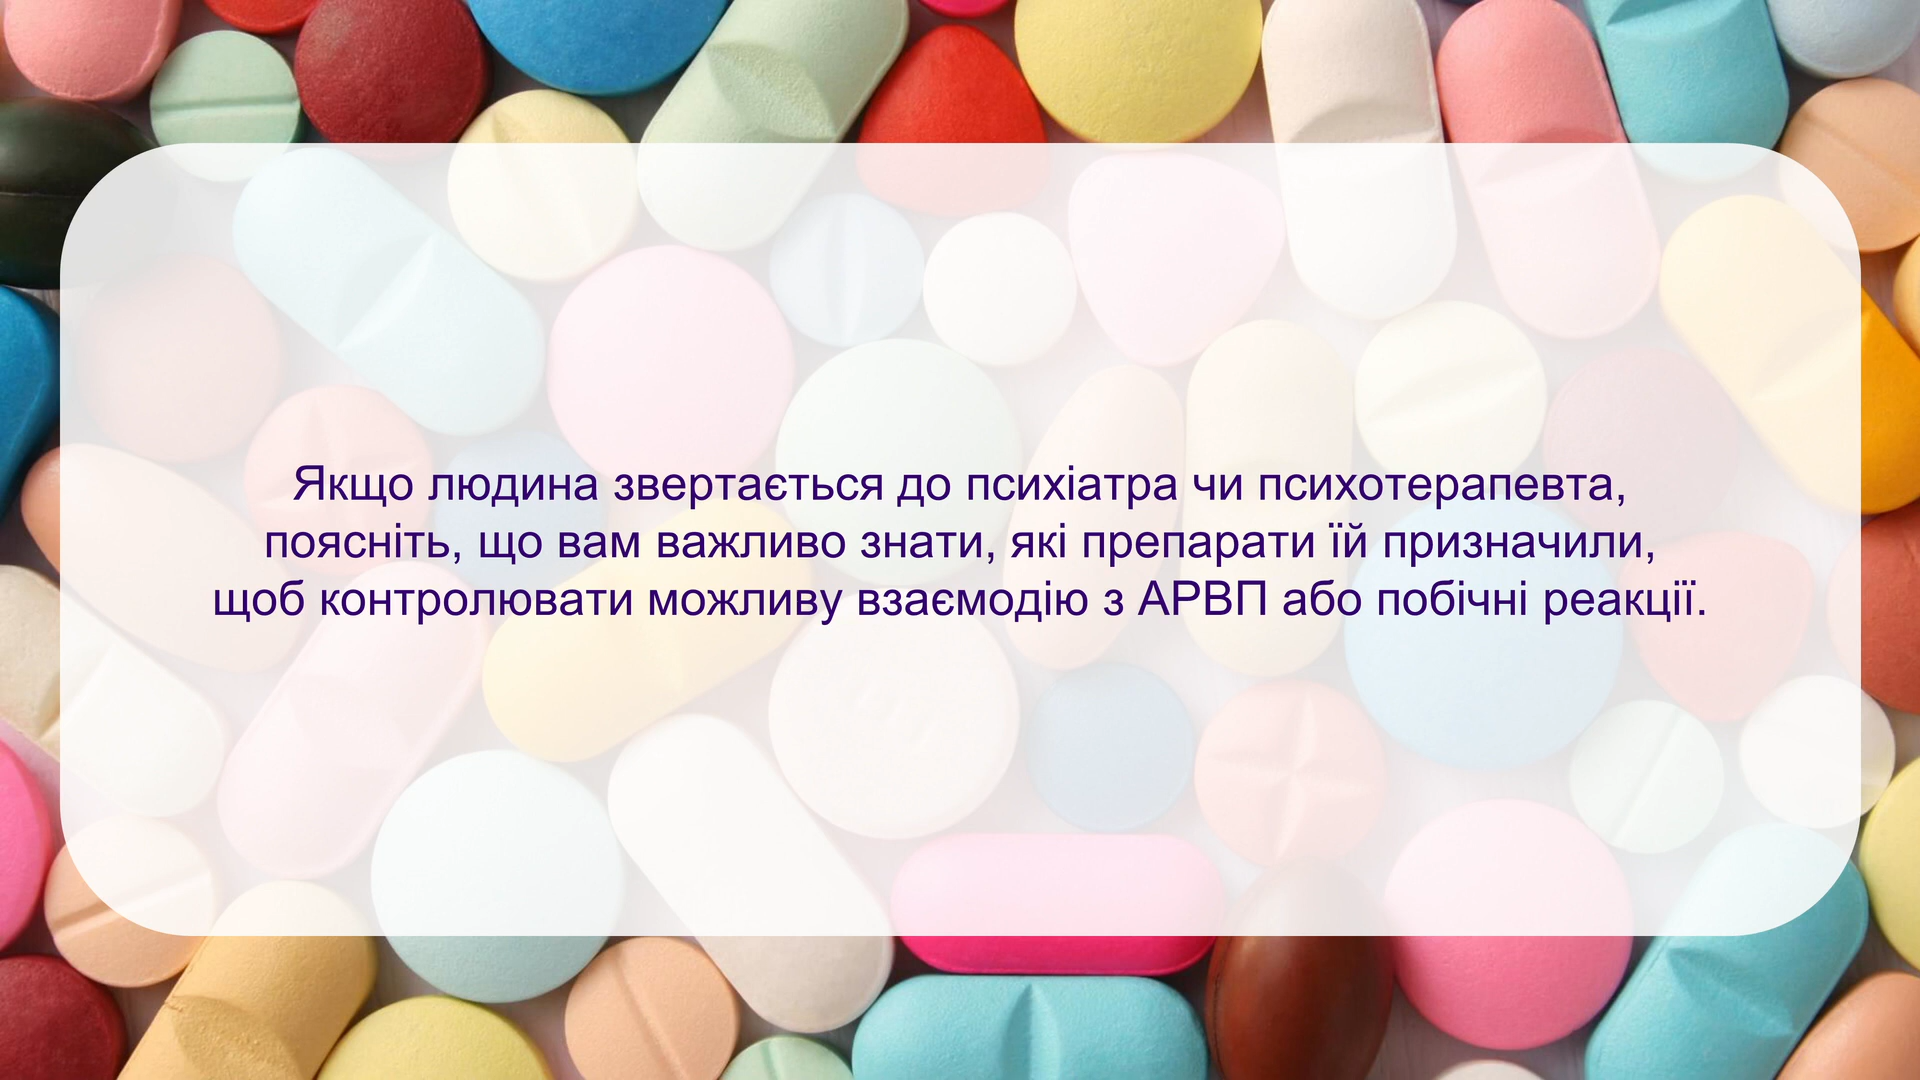 Якщо людина звертається до психіатра чи психотерапевта,
поясніть, що вам важливо знати, які препарати їй призначили,
щоб контролювати можливу взаємодію з АРВП або побічні реакції.